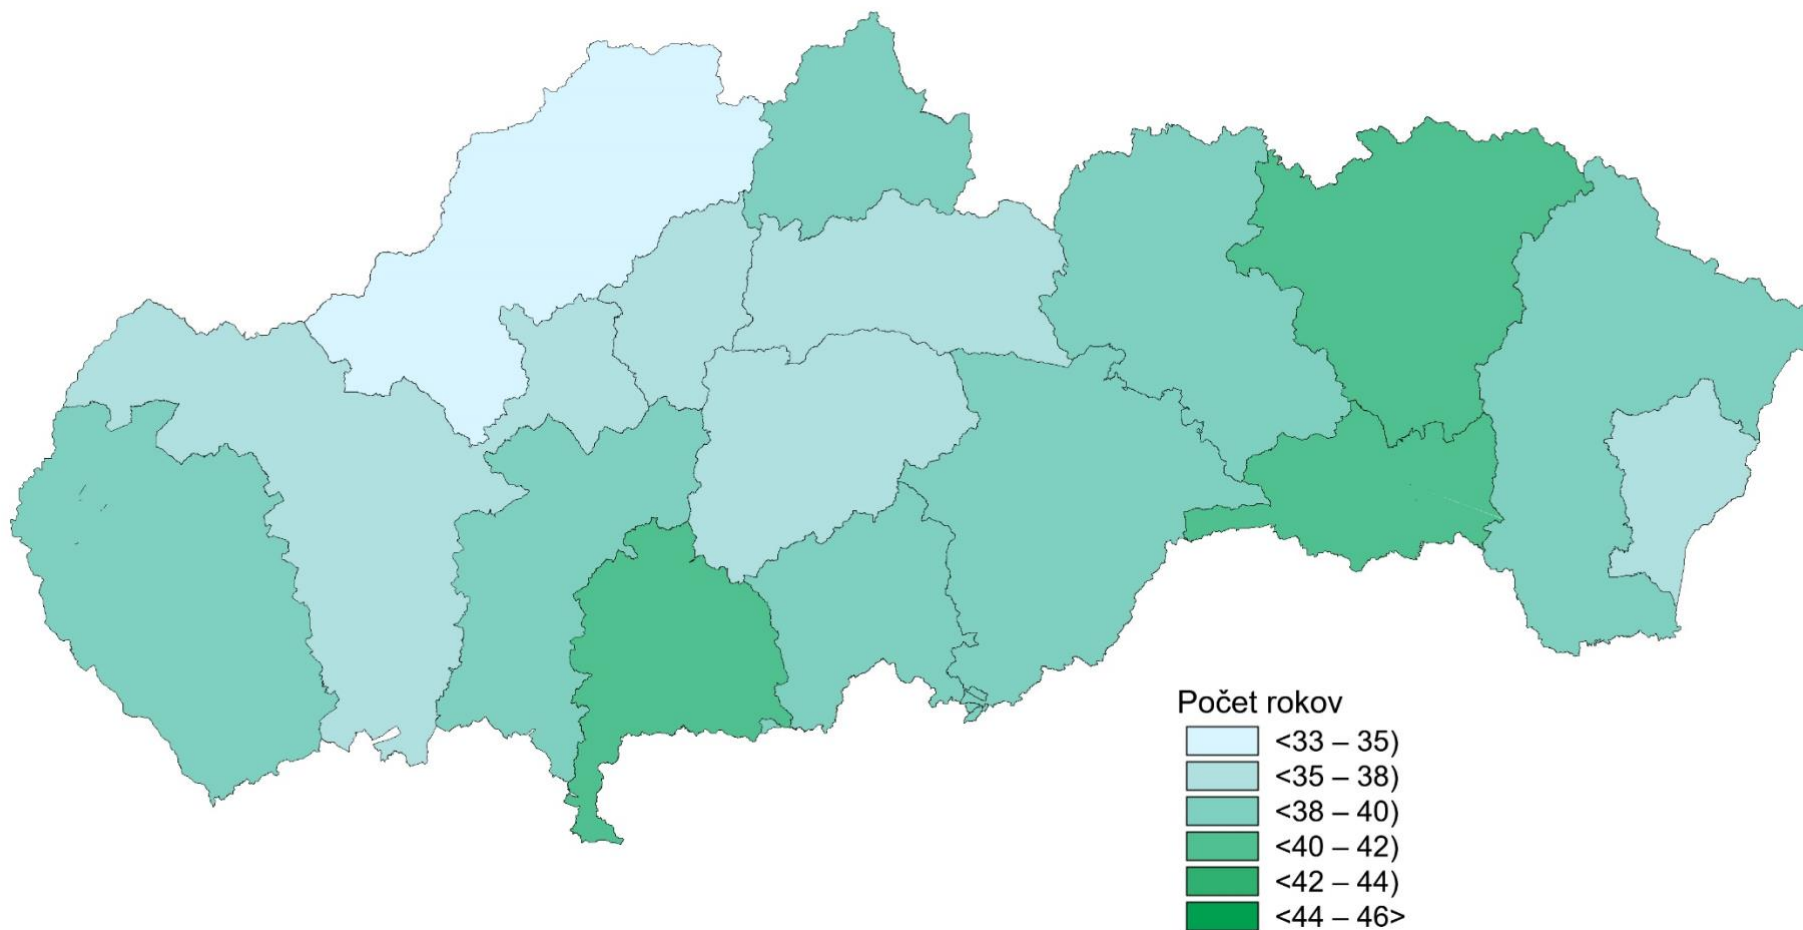 Počet rokov
<33 – 35)
<35 – 38)
<38 – 40)
<40 – 42)
<42 – 44)
<44 – 46>